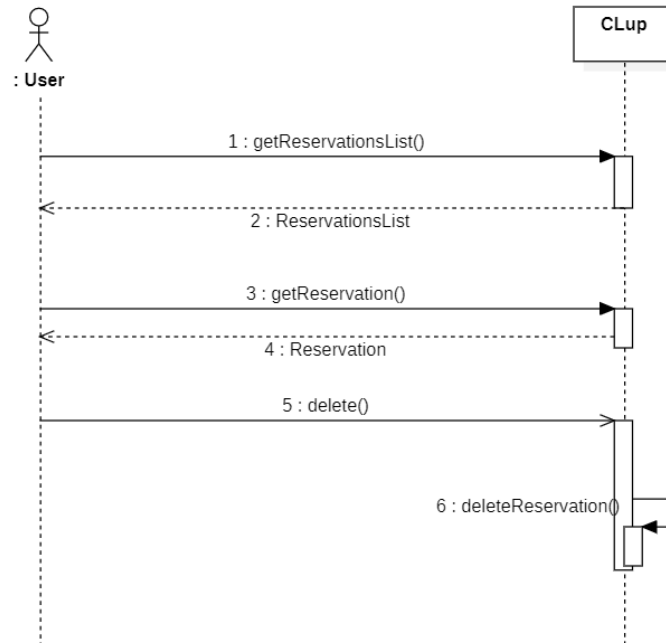 CLup
: User
1 : getReservationsList()
2 : ReservationsList
3 : getReservation()
4 : Reservation
5 : delete()
6 : deleteReservation()